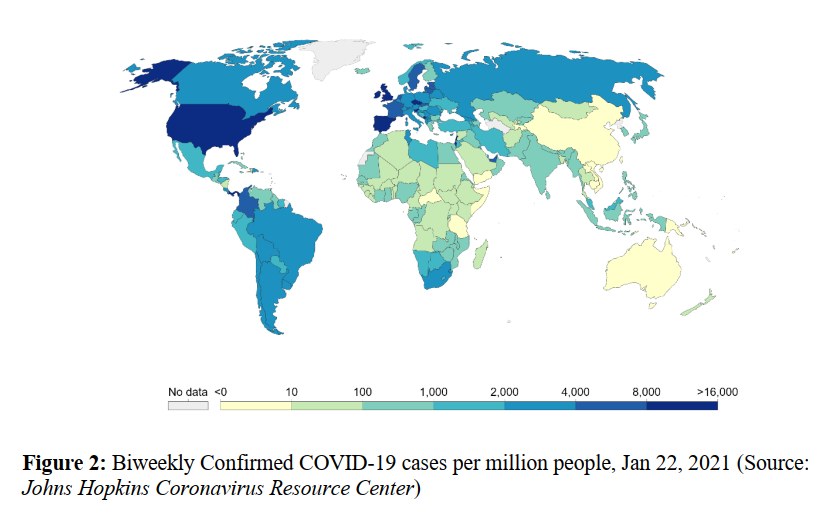 No data <0 10 100 1,000 2,000 4,000 8,000 >16,000
Figure 2: Biweekly Confirmed COVID-19 cases per million people, Jan 22, 2021 (Source:
Johns Hopkins Coronavirus Resource Center)